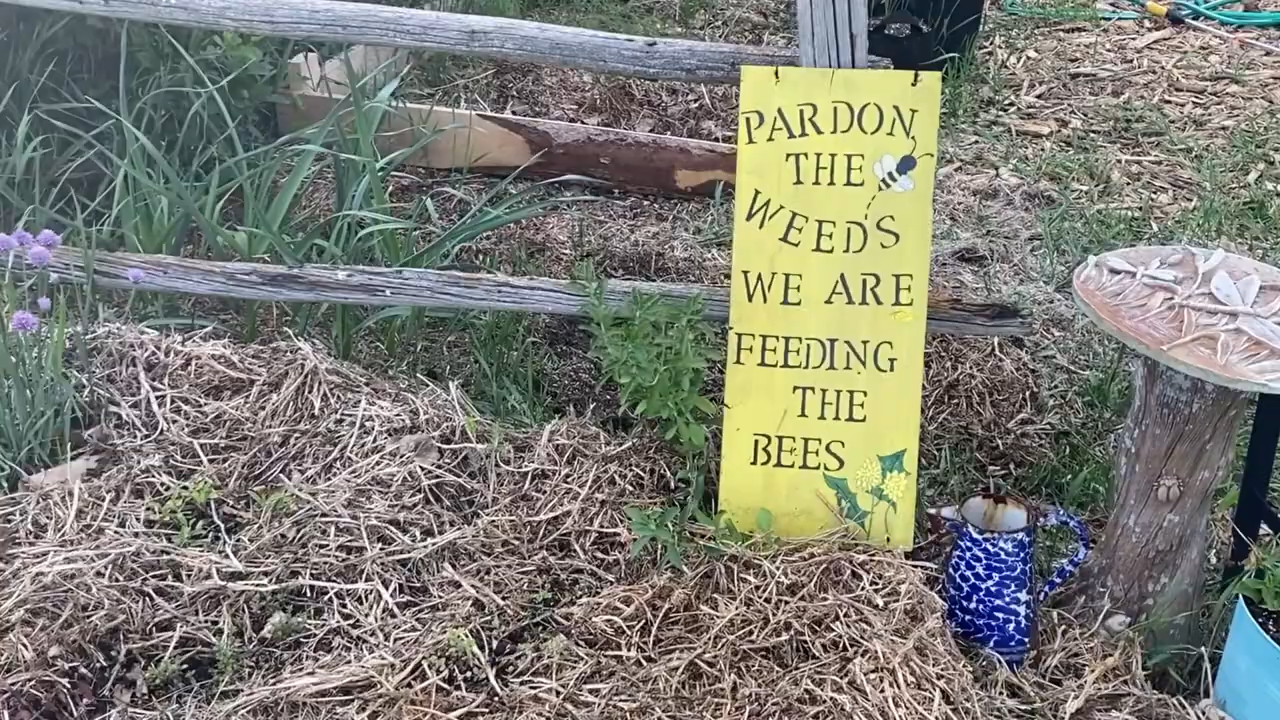 PARDON
THE
WEEDS
WE ARE
FEEDING
THE
BEES